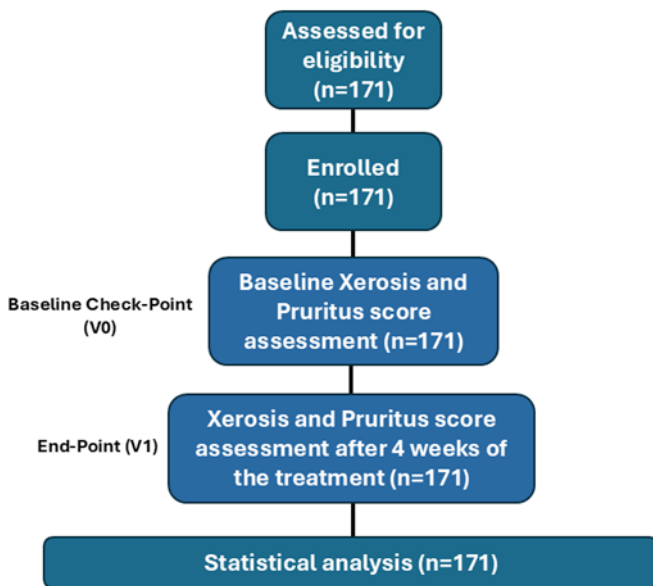 Assessed for
eligibility
(n=171)
Enrolled
(n=171)
Baseline Check-Point
(V0)
Baseline Xerosis and
Pruritus score
assessment (n=171)
End-Point (V1)
Xerosis and Pruritus score
assessment after 4 weeks of
the treatment (n=171)
Statistical analysis (n=171)